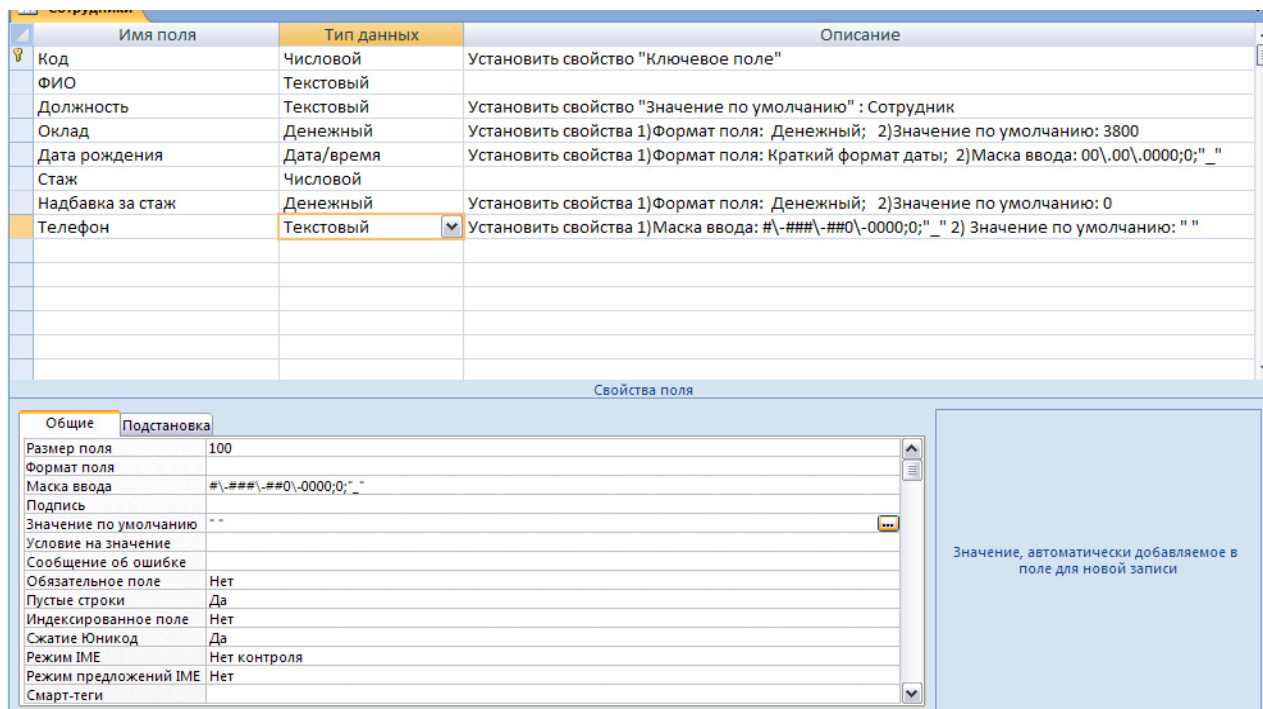 Сотрудники
Имя поля Тип данных Описание
Код Числовой Установить свойство "Ключевое поле"
ФИО Текстовый
Должность Текстовый Установить свойство "Значение по умолчанию" : Сотрудник
Оклад Денежный Установить свойства 1)Формат поля: Денежный; 2)Значение по умолчанию: 3800
Дата рождения Дата/время Установить свойства 1)Формат поля: Краткий формат даты; 2)Маска ввода: 00\.00\.0000;0;"_"
Стаж Числовой
Надбавка за стаж Денежный Установить свойства 1)Формат поля: Денежный; 2)Значение по умолчанию: 0
Телефон Текстовый Установить свойства 1)Маска ввода: #\-###\-##0\-0000;0;"_" 2) Значение по умолчанию: " "
Свойства поля
Общие Подстановка
Размер поля 100
Формат поля
Маска ввода #\-###\-##0\-0000;0;"_"
Подпись
Значение по умолчанию " "
Условие на значение
Сообщение об ошибке
Обязательное поле Нет
Пустые строки Да
Индексированное поле Нет
Сжатие Юникод Да
Режим IME Нет контроля
Режим предложений IME Нет
Смарт-теги
Значение, автоматически добавляемое в
поле для новой записи